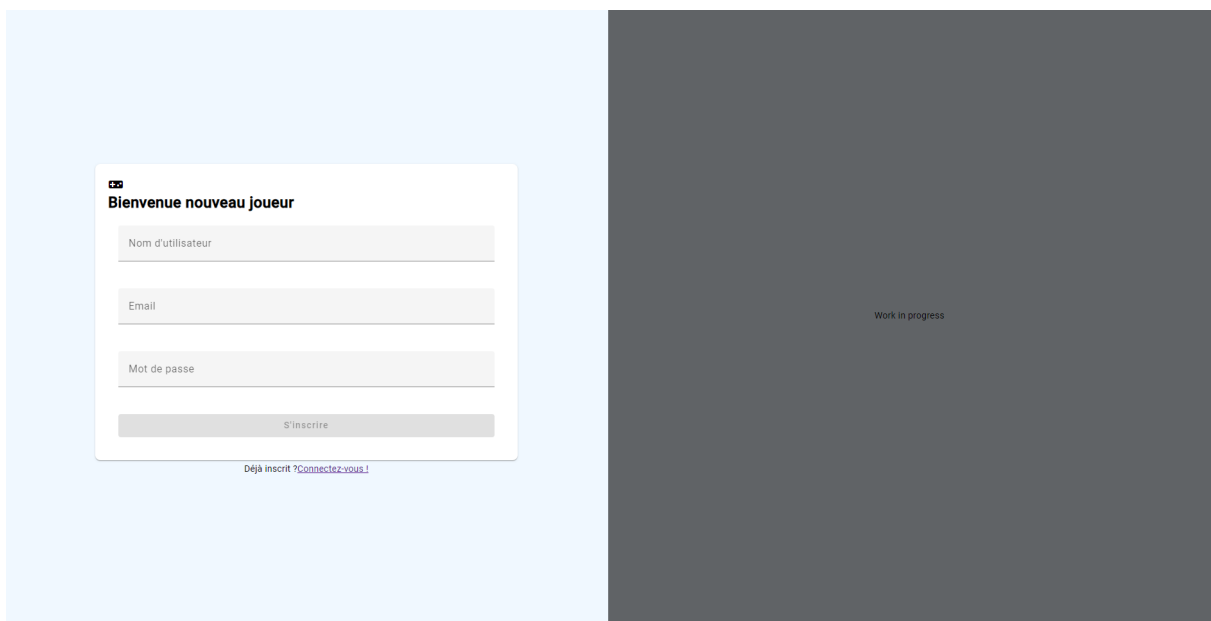 Bienvenue nouveau joueur
Nom d'utilisateur
Email
Mot de passe
S'inscrire
Déjà inscrit ?Connectez-vous !
Work in progress